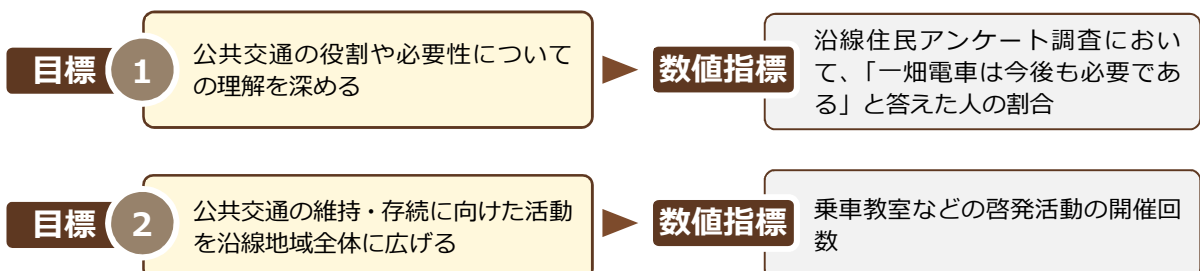 目標 1
公共交通の役割や必要性について
の理解を深める
数値指標
沿線住民アンケート調査におい
て、「一畑電車は今後も必要であ
る」と答えた人の割合
目標 2
公共交通の維持・存続に向けた活動
を沿線地域全体に広げる
数値指標
乗車教室などの啓発活動の開催回
数